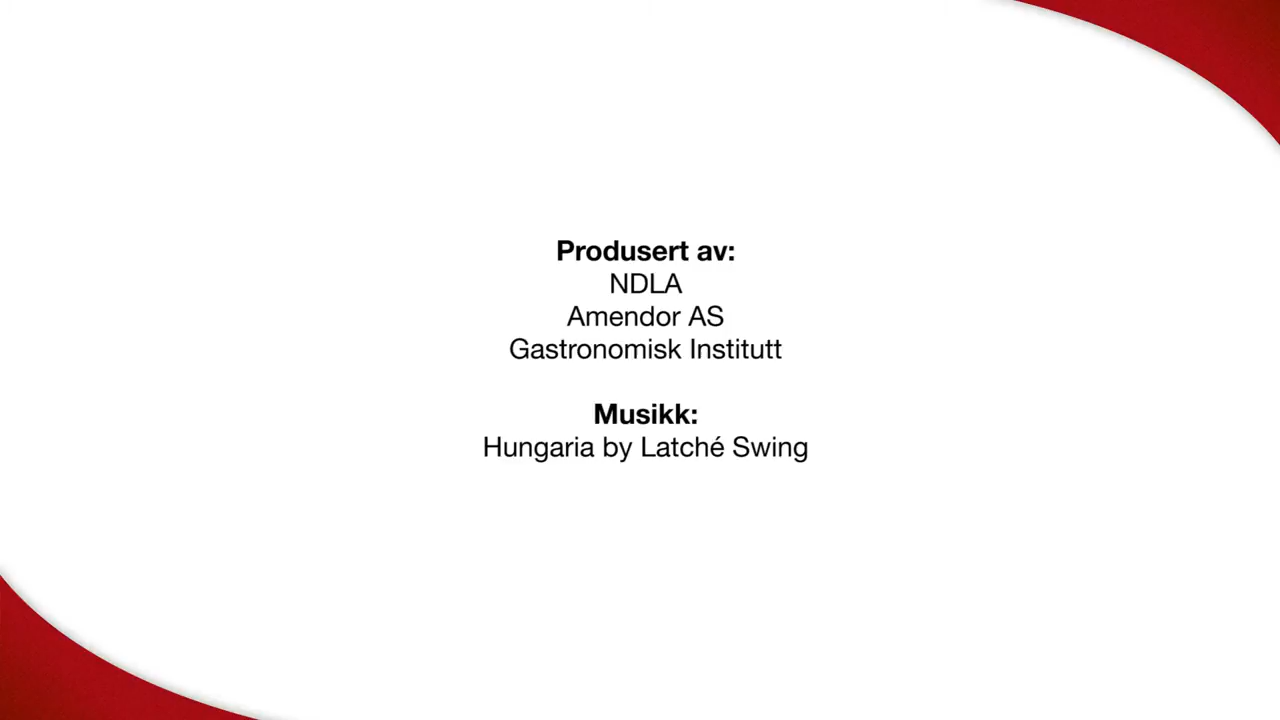 Produsert av:
NDLA
Amendor AS
Gastronomisk Institutt
Musikk:
Hungaria by Latché Swing